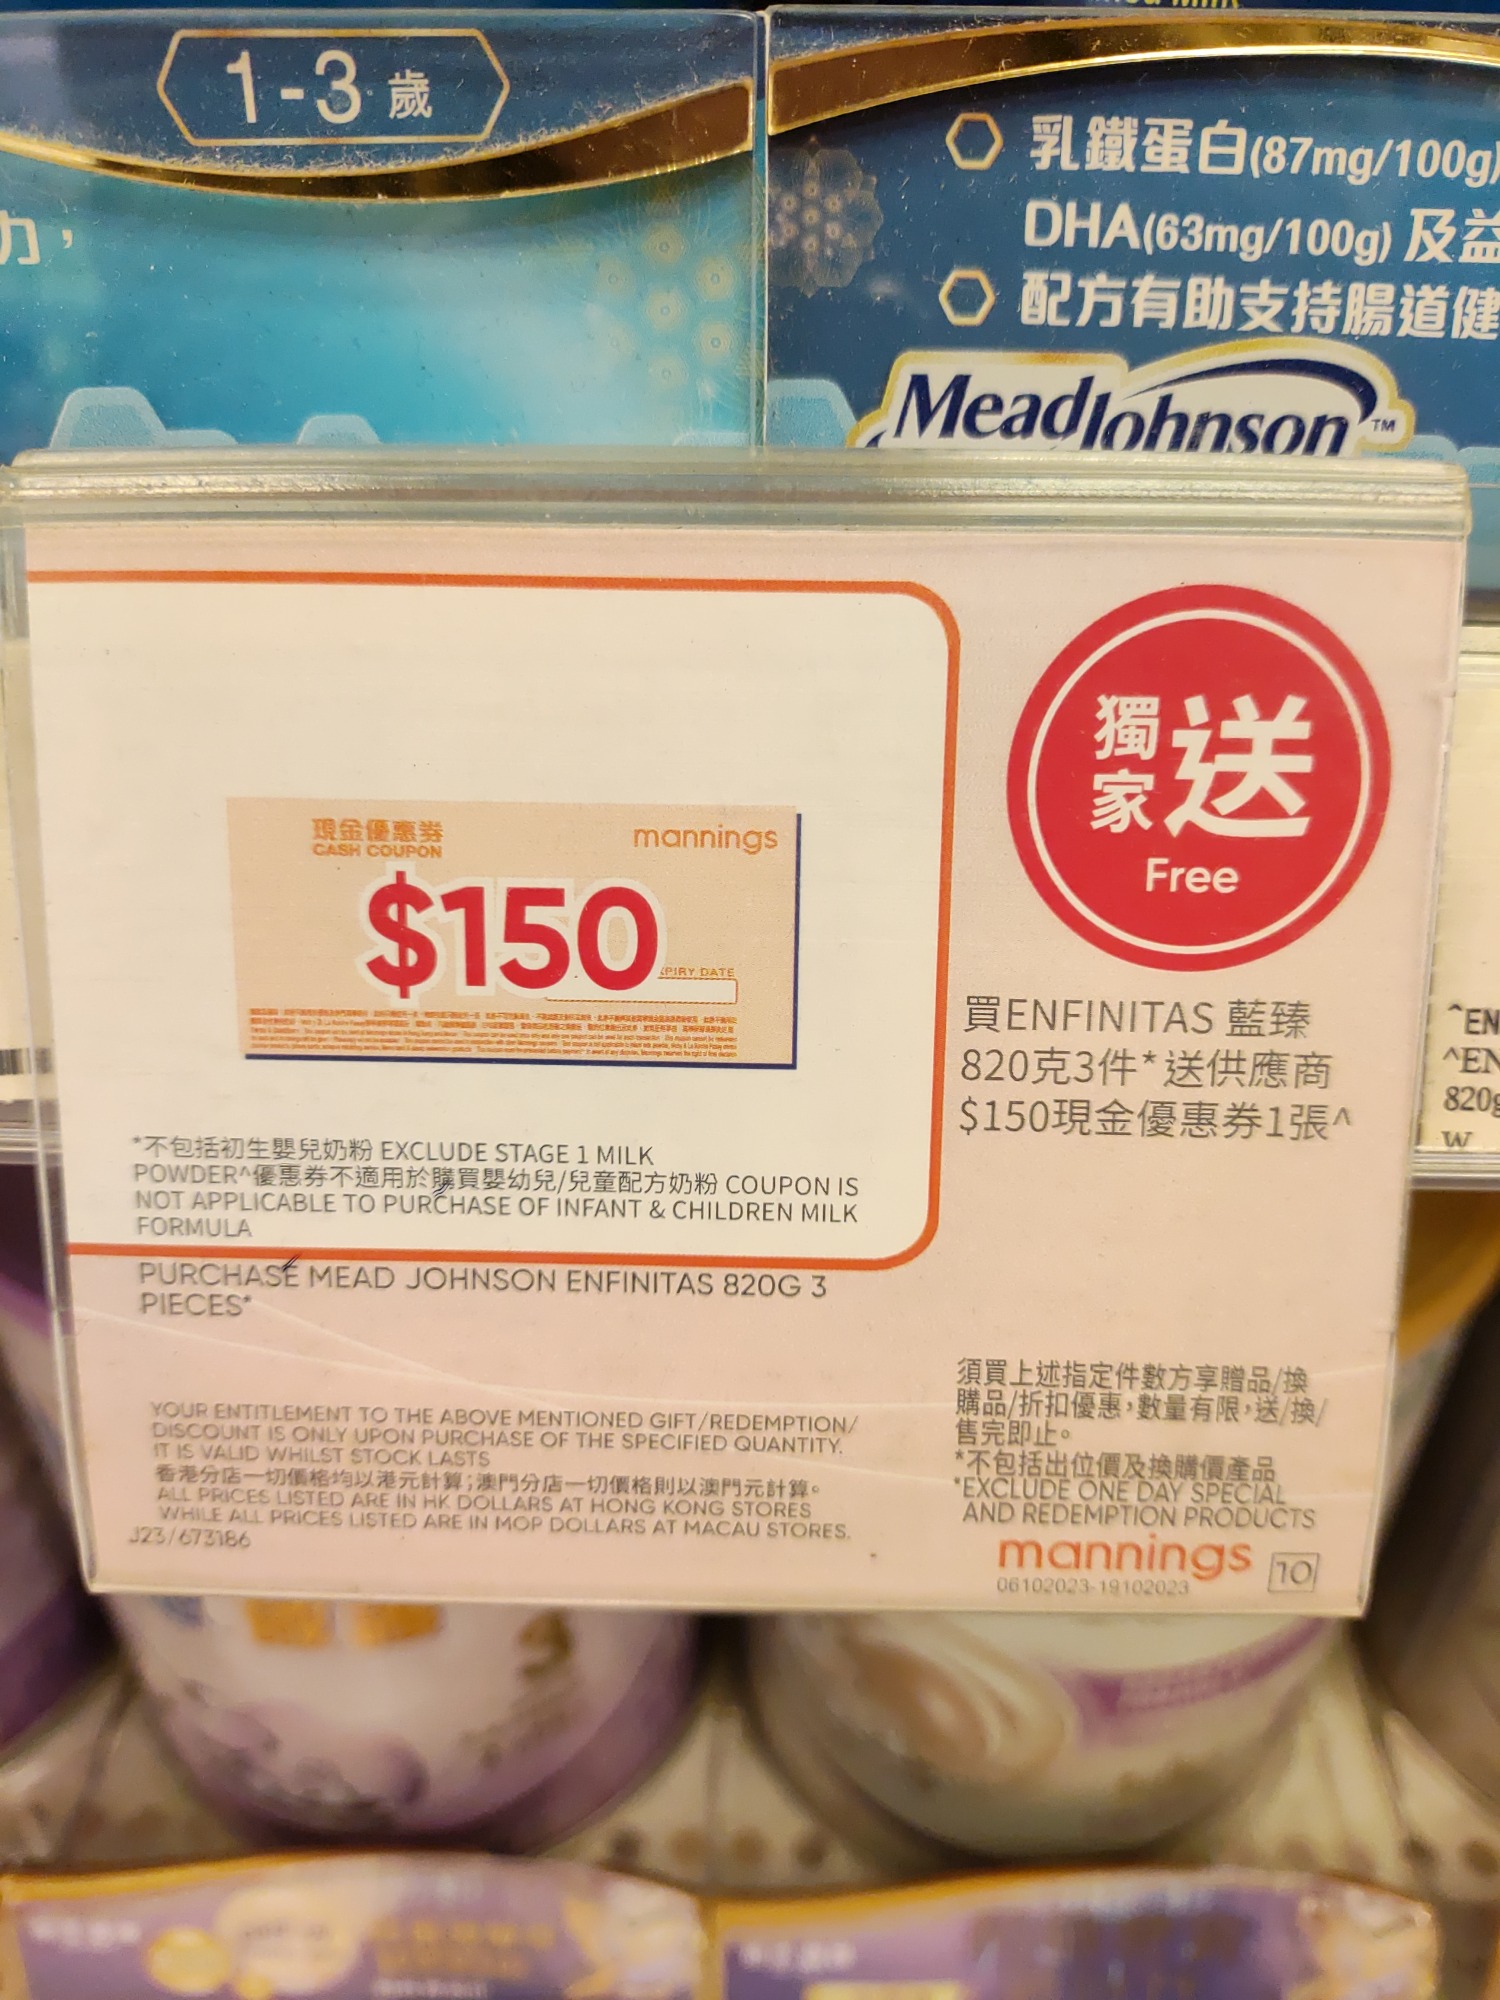 1-3 歲
力，
乳鐵蛋白(87mg/100g)
DHA(63mg/100g) 及益
配方有助支持腸道健
MeadJohnson™
獨家送
Free
現金優惠券
CASH COUPON
mannings
$150
PIRY DATE
買ENFINITAS 藍臻
820克3件*送供應商
$150現金優惠券1張^
^EN
^EN
820g
W
*不包括初生嬰兒奶粉 EXCLUDE STAGE 1 MILK
POWDER^優惠券不適用於購買嬰幼兒/兒童配方奶粉 COUPON IS
NOT APPLICABLE TO PURCHASE OF INFANT & CHILDREN MILK
FORMULA
PURCHASE MEAD JOHNSON ENFINITAS 820G 3
PIECES*
YOUR ENTITLEMENT TO THE ABOVE MENTIONED GIFT/REDEMPTION/
DISCOUNT IS ONLY UPON PURCHASE OF THE SPECIFIED QUANTITY.
IT IS VALID WHILST STOCK LASTS
香港分店一切價格均以港元計算；澳門分店一切價格則以澳門元計算。
ALL PRICES LISTED ARE IN HK DOLLARS AT HONG KONG STORES
WHILE ALL PRICES LISTED ARE IN MOP DOLLARS AT MACAU STORES.
J23/673186
須買上述指定件數方享贈品/換
購品/折扣優惠，數量有限，送/換/
售完即止。
*不包括出位價及換購價產品
*EXCLUDE ONE DAY SPECIAL
AND REDEMPTION PRODUCTS
mannings 10
06102023-19102023